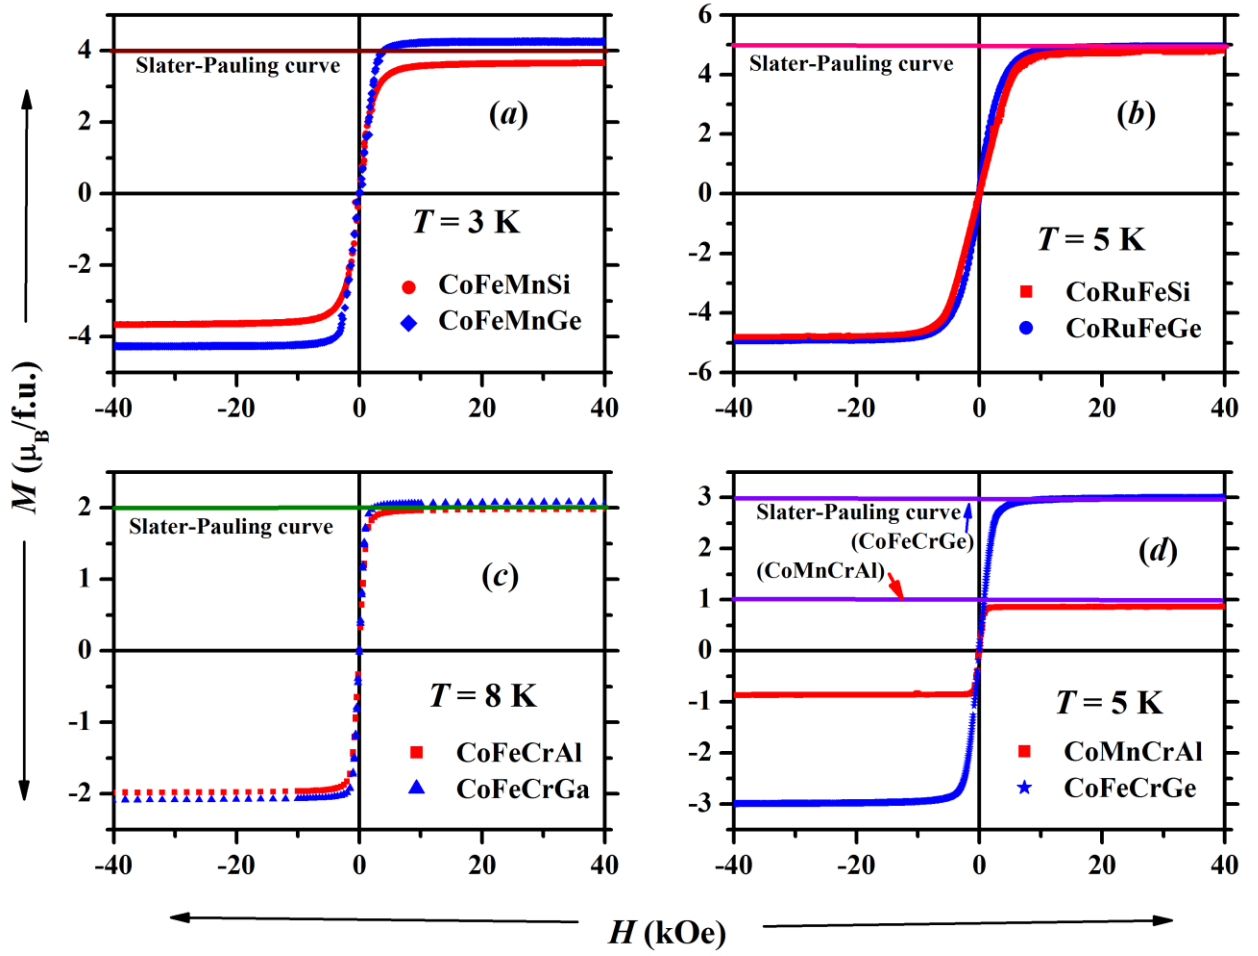 M (μB/f.u.)
4
2
0
-2
-4
-40
-20
0
20
40
Slater-Pauling curve
(a)
T = 3 K
CoFeMnSi
CoFeMnGe
6
4
2
0
-2
-4
-6
-40
-20
0
20
40
Slater-Pauling curve
(b)
T = 5 K
CoRuFeSi
CoRuFeGe
2
1
0
-1
-2
-40
-20
0
20
40
Slater-Pauling curve
(c)
T = 8 K
CoFeCrAl
CoFeCrGa
3
2
1
0
-1
-2
-3
-40
-20
0
20
40
Slater-Pauling curve
(CoFeCrGe)
(CoMnCrAl)
(d)
T = 5 K
CoMnCrAl
CoFeCrGe
H (kOe)